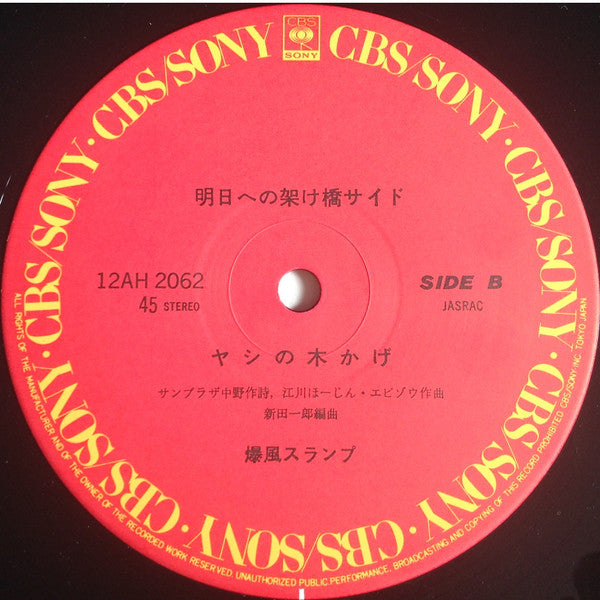 CBS/SONY・CBS/SONY・CBS/SONY・CBS/SONY・CBS/SONY・CBS/SONY・CBS/SONY・CBS/SONY・
CBS
SONY
明日への架け橋サイド
12AH 2062
45 STEREO
SIDE B
JASRAC
ヤシの木かげ
サンプラザ中野作詩, 江川ほーじん・エビゾウ作曲
新田一郎編曲
爆風スランプ
ALL RIGHTS OF THE MANUFACTURER AND OF THE OWNER OF THE RECORDED WORK RESERVED. UNAUTHORIZED PUBLIC PERFORMANCE, BROADCASTING AND COPYING OF THIS RECORD PROHIBITED CBS/SONY INC. TOKYO JAPAN.